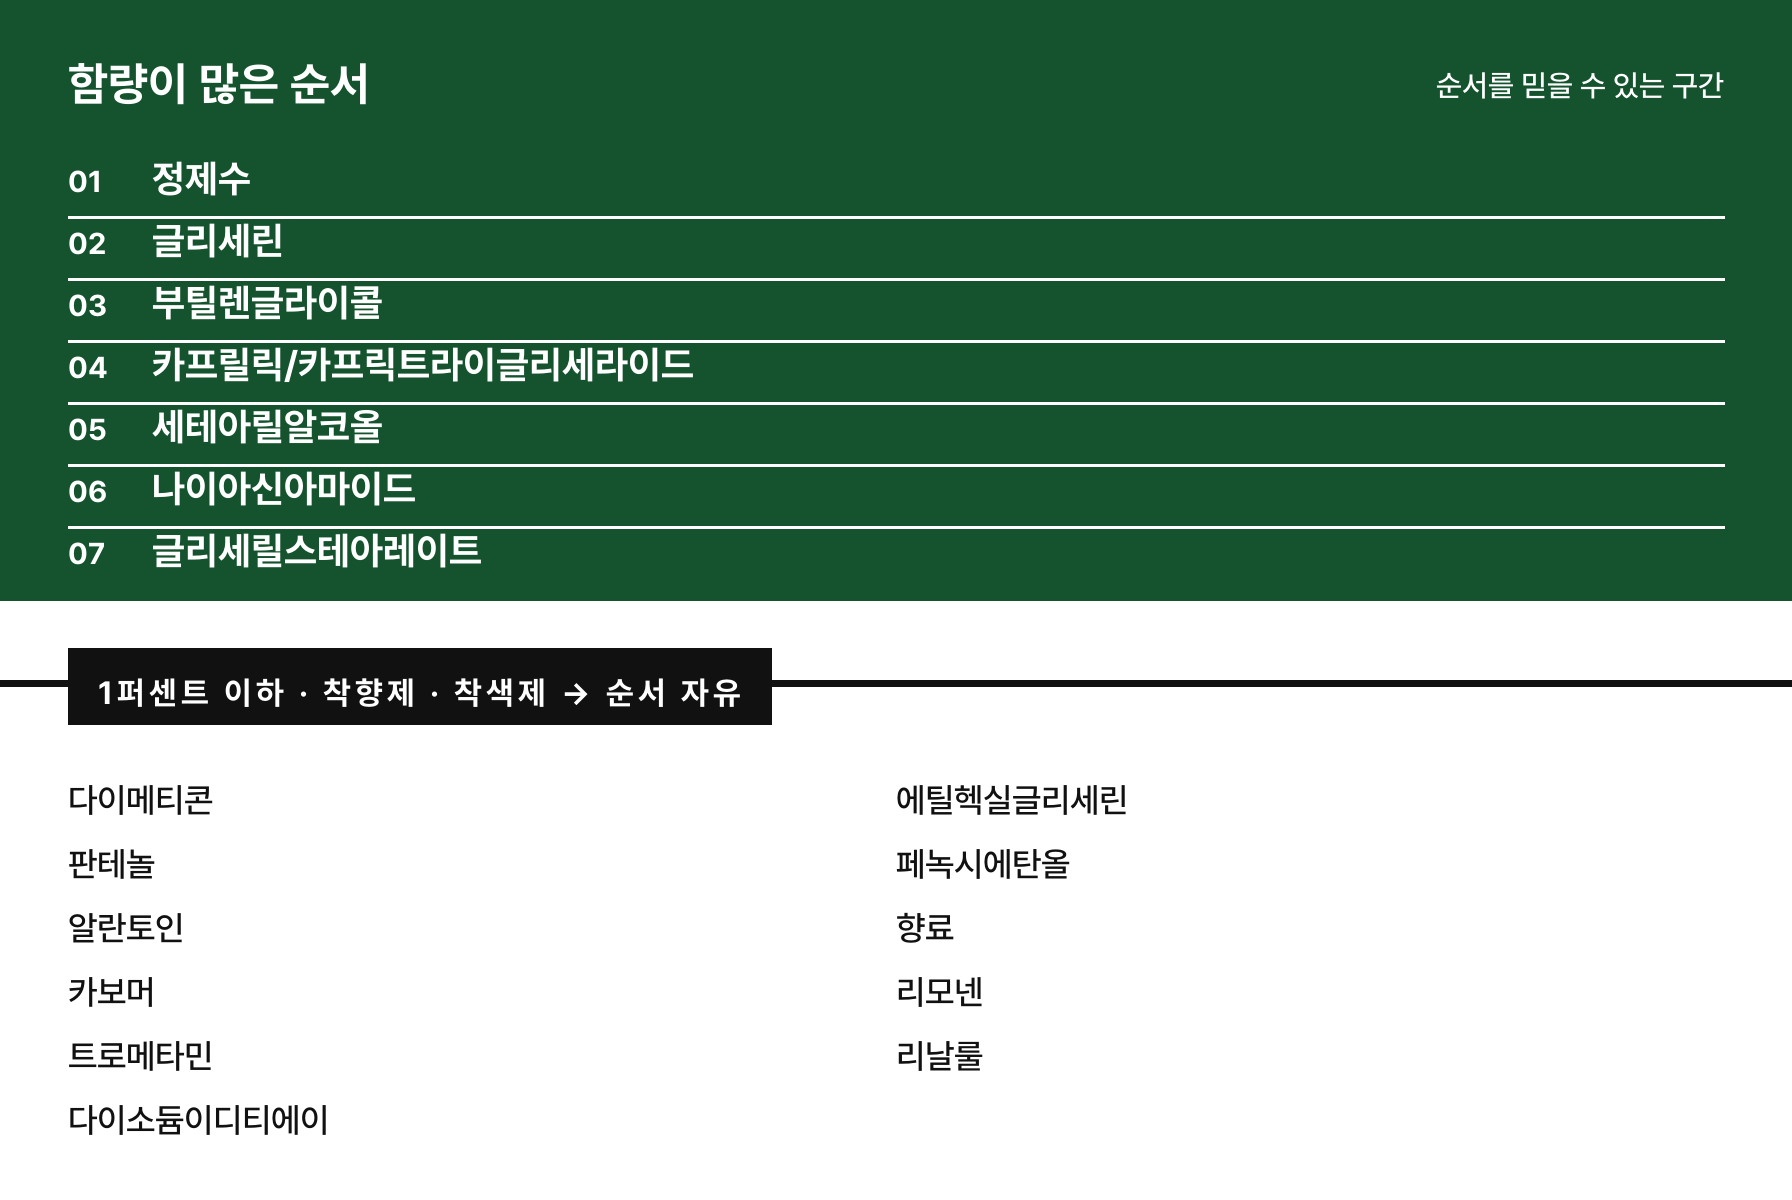 함량이 많은 순서
순서를 믿을 수 있는 구간
01 정제수
02 글리세린
03 부틸렌글라이콜
04 카프릴릭/카프릭트라이글리세라이드
05 세테아릴알코올
06 나이아신아마이드
07 글리세릴스테아레이트
1퍼센트 이하 · 착향제 · 착색제 → 순서 자유
다이메티콘
판테놀
알란토인
카보머
트로메타민
다이소듐이디티에이
에틸헥실글리세린
페녹시에탄올
향료
리모넨
리날룰